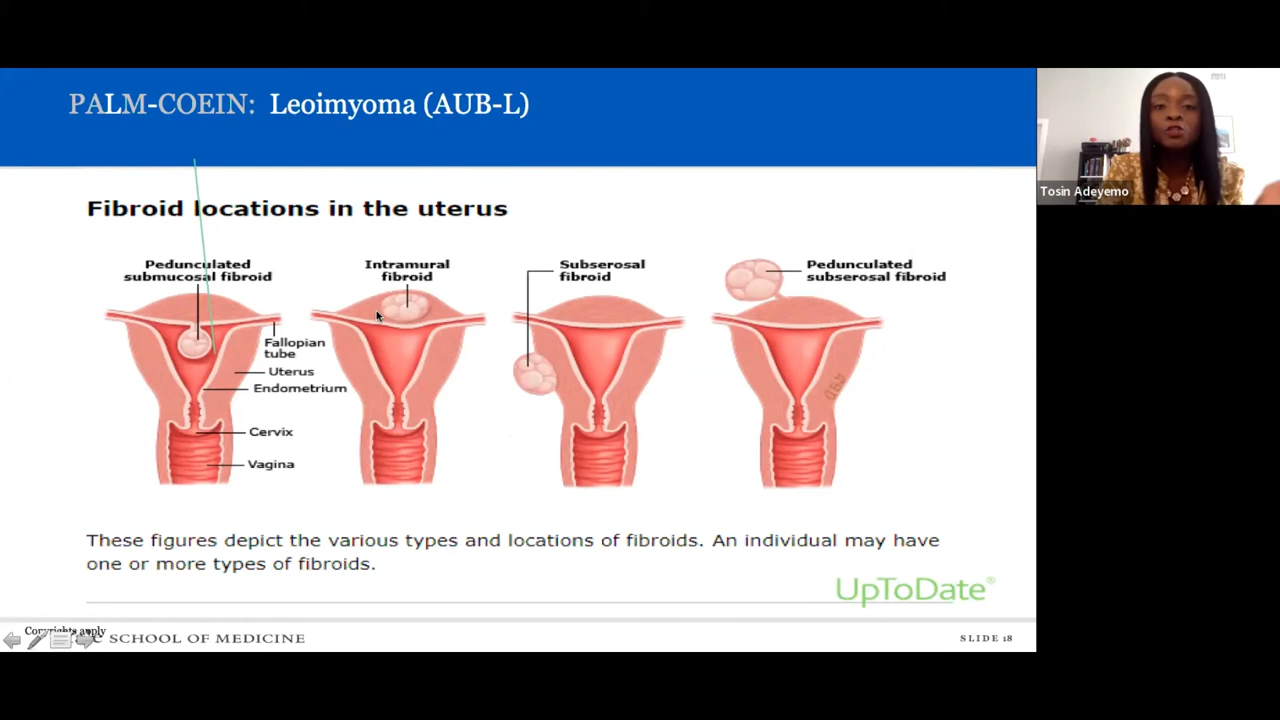 PALM-COEIN: Leoimyoma (AUB-L)
Tosin Adeyemo
Fibroid locations in the uterus
Pedunculated
submucosal fibroid
Intramural
fibroid
Subserosal
fibroid
Pedunculated
subserosal fibroid
Fallopian
tube
Uterus
Endometrium
Cervix
Vagina
These figures depict the various types and locations of fibroids. An individual may have
one or more types of fibroids.
UpToDate®
Copyrights apply
SCHOOL OF MEDICINE
SLIDE 18